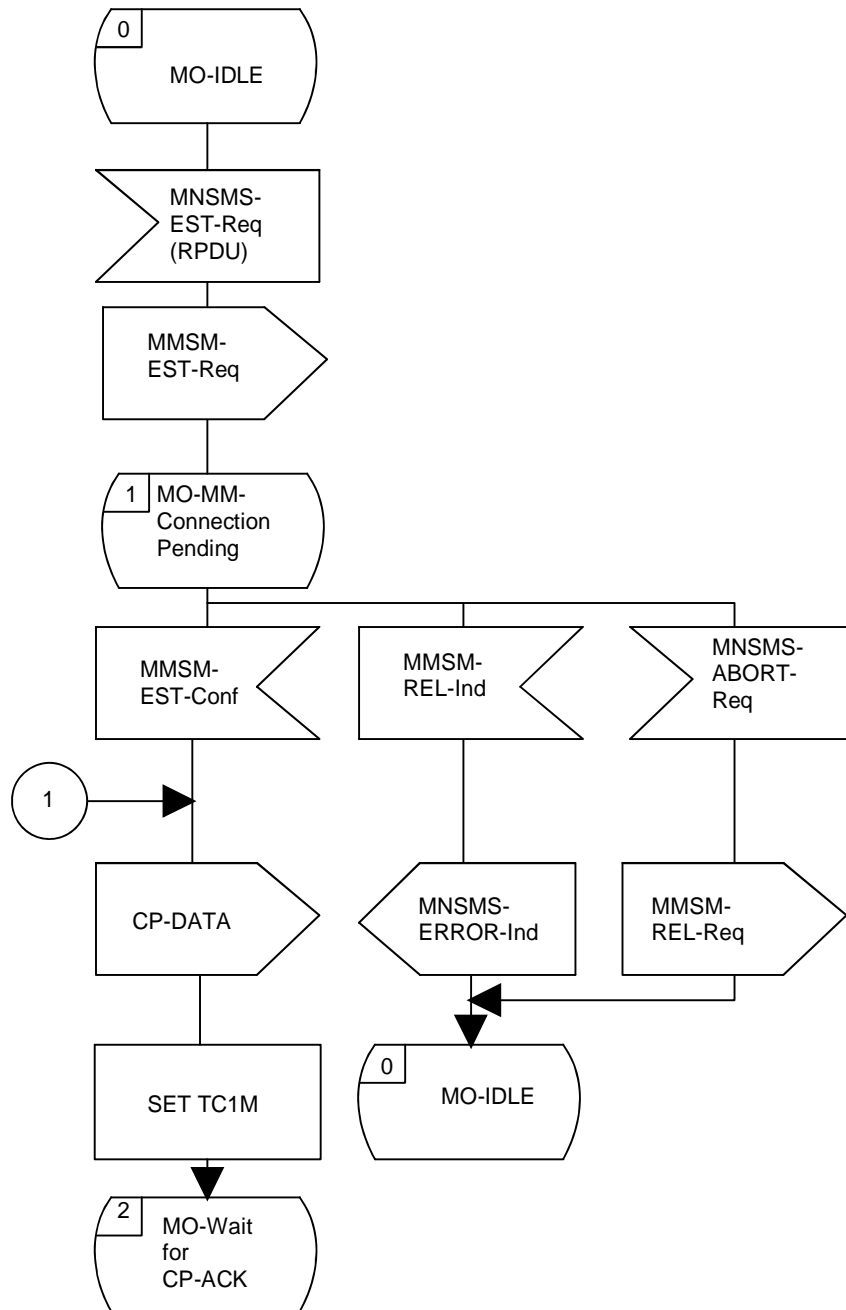 0
MO-IDLE
MNSMS-
EST-Req
(RPDU)
MMSM-
EST-Req
1
MO-MM-
Connection
Pending
MMSM-
EST-Conf
MMSM-
REL-Ind
MNSMS-
ABORT-
Req
1
CP-DATA
MNSMS-
ERROR-Ind
MMSM-
REL-Req
SET TC1M
0
MO-IDLE
2
MO-Wait
for
CP-ACK